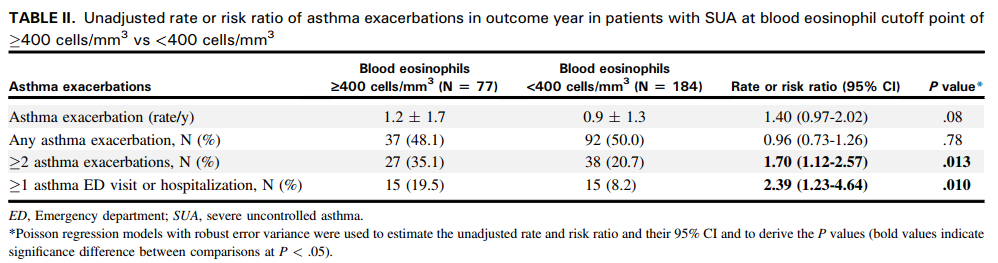 TABLE II. Unadjusted rate or risk ratio of asthma exacerbations in outcome year in patients with SUA at blood eosinophil cutoff point of
≥400 cells/mm³ vs <400 cells/mm³
Asthma exacerbations Blood eosinophils ≥400 cells/mm³ (N = 77) Blood eosinophils <400 cells/mm³ (N = 184) Rate or risk ratio (95% CI) P value*
Asthma exacerbation (rate/y) 1.2 ± 1.7 0.9 ± 1.3 1.40 (0.97-2.02) .08
Any asthma exacerbation, N (%) 37 (48.1) 92 (50.0) 0.96 (0.73-1.26) .78
≥2 asthma exacerbations, N (%) 27 (35.1) 38 (20.7) 1.70 (1.12-2.57) .013
≥1 asthma ED visit or hospitalization, N (%) 15 (19.5) 15 (8.2) 2.39 (1.23-4.64) .010
ED, Emergency department; SUA, severe uncontrolled asthma.
*Poisson regression models with robust error variance were used to estimate the unadjusted rate and risk ratio and their 95% CI and to derive the P values (bold values indicate
significance difference between comparisons at P < .05).